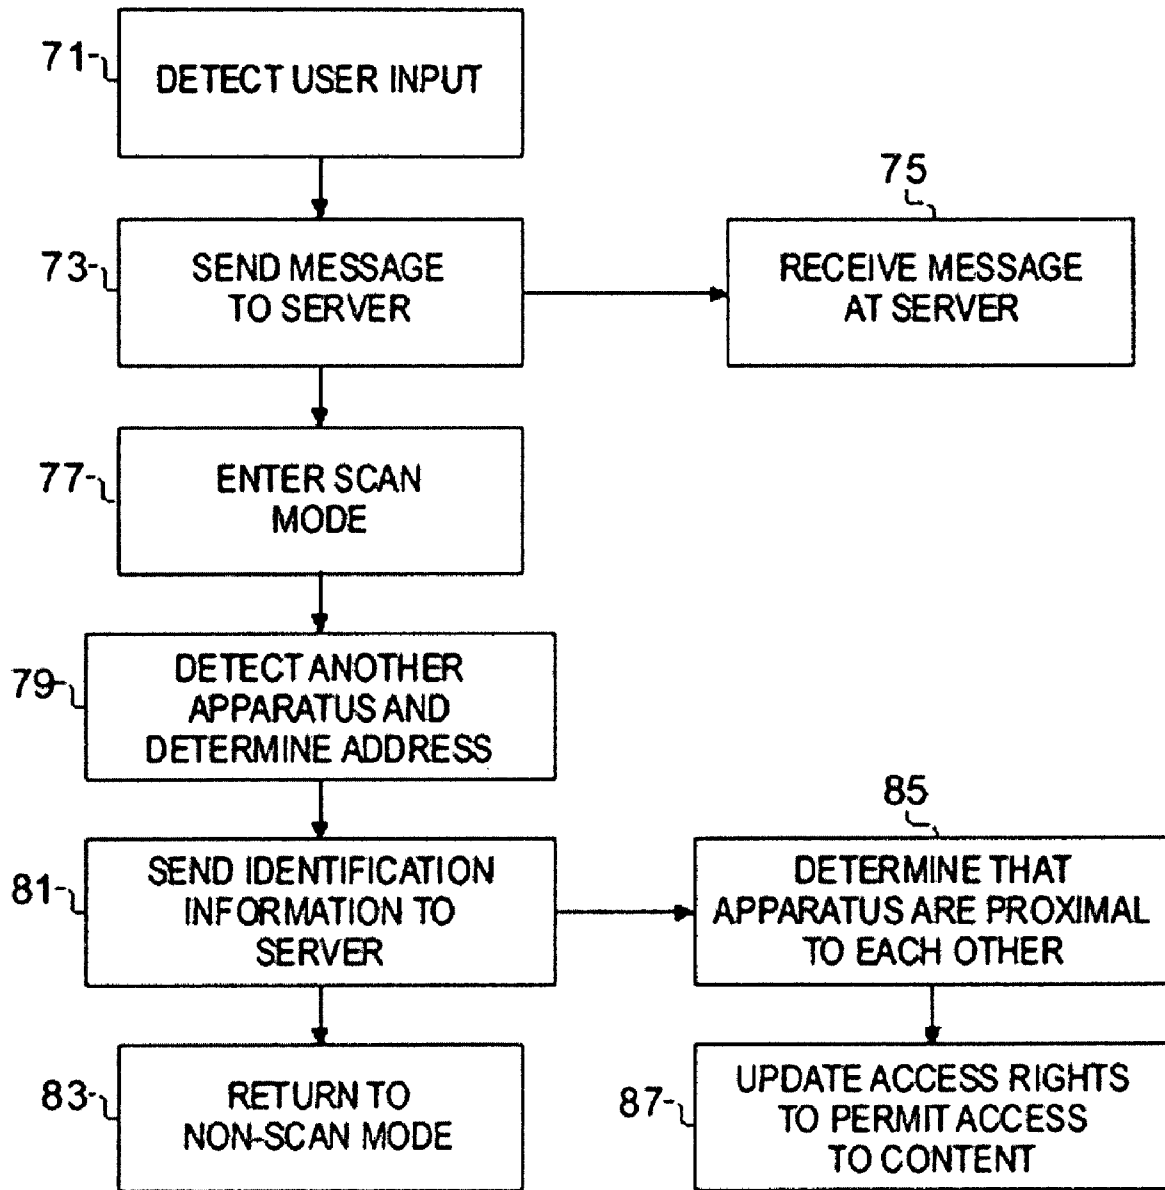 71
DETECT USER INPUT
75
73
SEND MESSAGE
TO SERVER
RECEIVE MESSAGE
AT SERVER
77
ENTER SCAN
MODE
79
DETECT ANOTHER
APPARATUS AND
DETERMINE ADDRESS
85
81
SEND IDENTIFICATION
INFORMATION TO
SERVER
DETERMINE THAT
APPARATUS ARE PROXIMAL
TO EACH OTHER
83
RETURN TO
NON-SCAN MODE
87
UPDATE ACCESS RIGHTS
TO PERMIT ACCESS
TO CONTENT